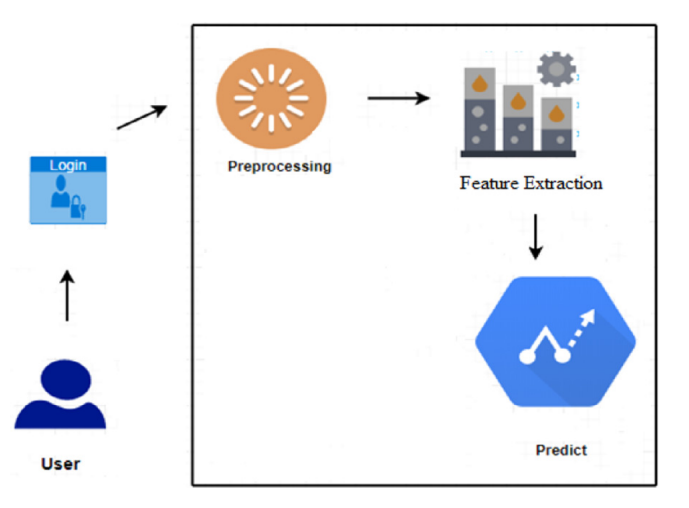 Login
Preprocessing
Feature Extraction
Predict
User